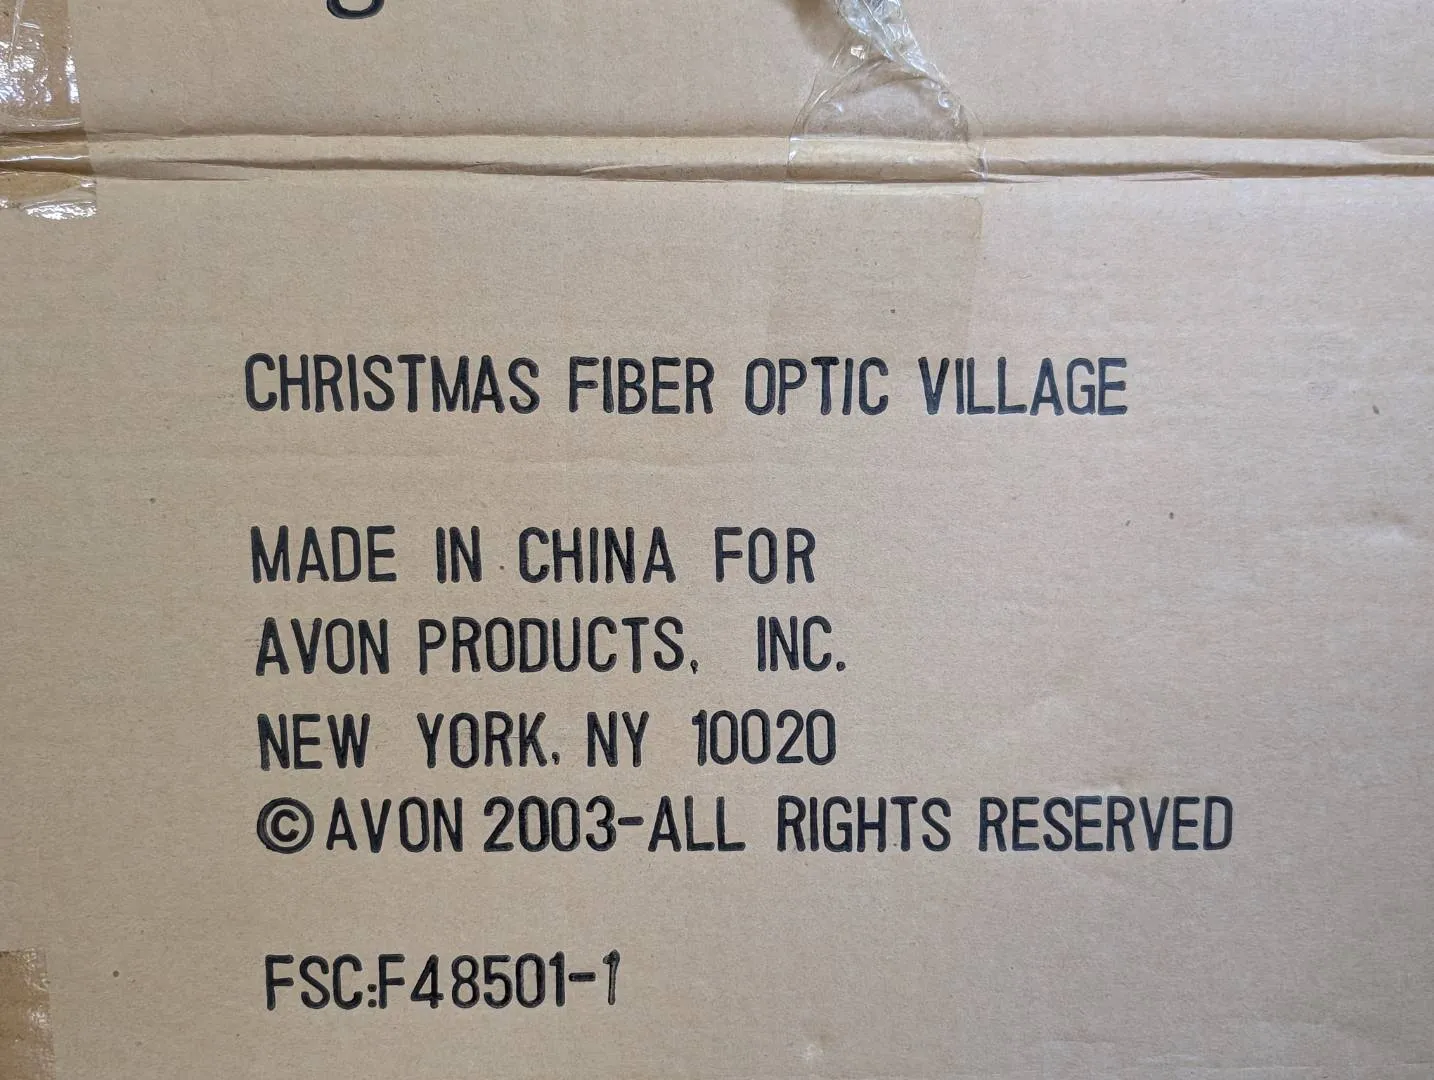 CHRISTMAS FIBER OPTIC VILLAGE
MADE IN CHINA FOR
AVON PRODUCTS, INC.
NEW YORK, NY 10020
©AVON 2003-ALL RIGHTS RESERVED
FSC:F48501-1